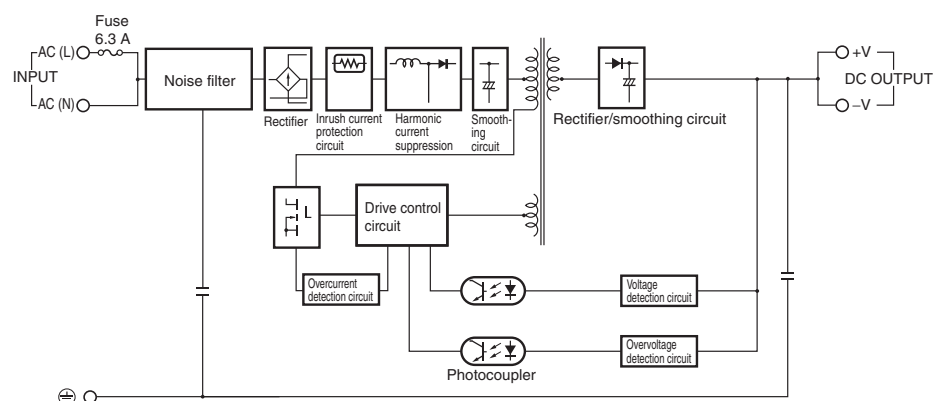 Fuse
6.3 A
AC (L)
INPUT
AC (N)
Noise filter
Rectifier
Inrush current
protection
circuit
Harmonic
current
suppression
Smooth-
ing
circuit
Rectifier/smoothing circuit
+V
DC OUTPUT
–V
Drive control
circuit
Overcurrent
detection circuit
Voltage
detection circuit
Overvoltage
detection circuit
Photocoupler